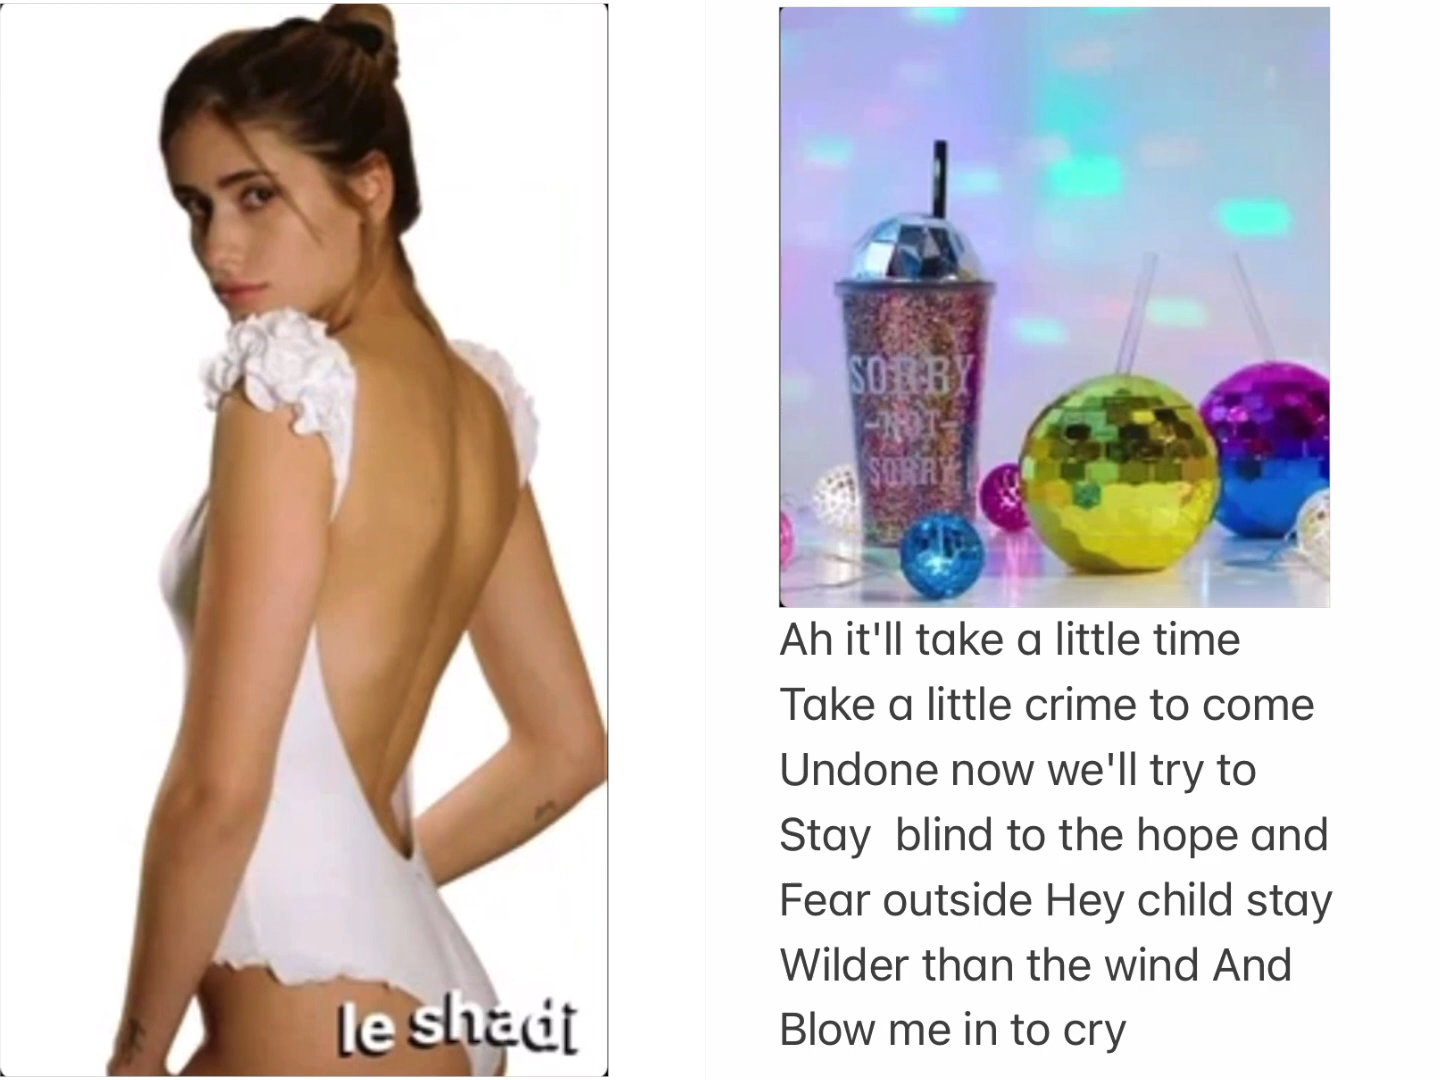 le shadi
SORRY
-NOT-
SORRY
Ah it'll take a little time
Take a little crime to come
Undone now we'll try to
Stay  blind to the hope and
Fear outside Hey child stay
Wilder than the wind And
Blow me in to cry